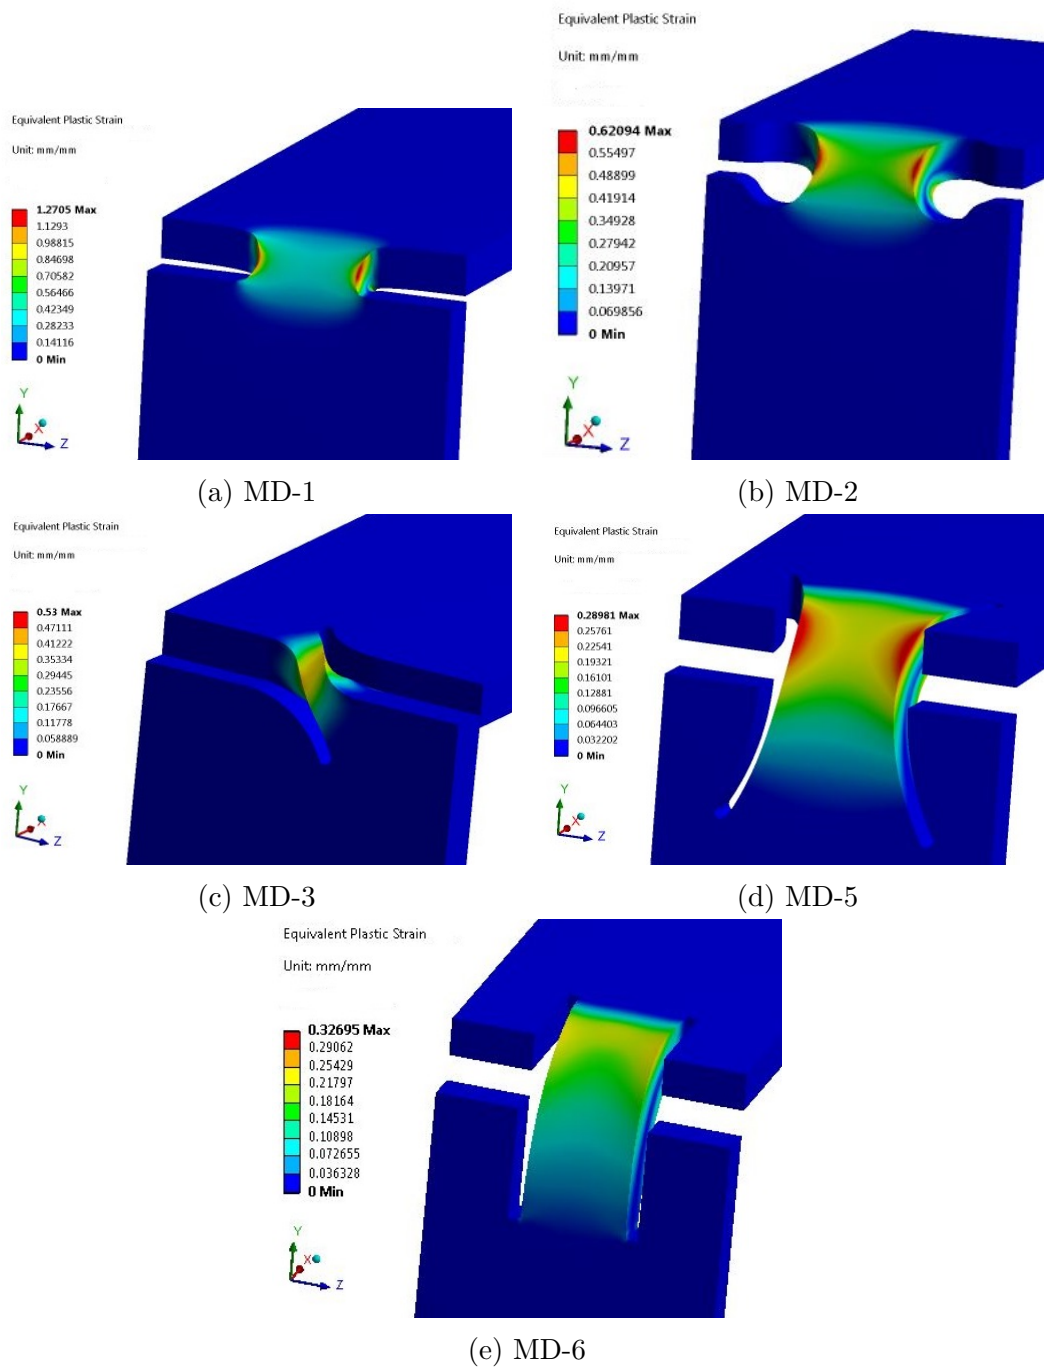 Equivalent Plastic Strain
Unit: mm/mm
1.2705 Max
1.1293
0.98815
0.84698
0.70582
0.56466
0.42349
0.28233
0.14116
0 Min
Y
X
Z
(a) MD-1
Equivalent Plastic Strain
Unit: mm/mm
0.62094 Max
0.55497
0.48899
0.41914
0.34928
0.27942
0.20957
0.13971
0.069856
0 Min
Y
X
Z
(b) MD-2
Equivalent Plastic Strain
Unit: mm/mm
0.53 Max
0.47111
0.41222
0.35334
0.29445
0.23556
0.17667
0.11778
0.058889
0 Min
Y
X
Z
(c) MD-3
Equivalent Plastic Strain
Unit: mm/mm
0.28981 Max
0.25761
0.22541
0.19321
0.16101
0.12881
0.096605
0.064403
0.032202
0 Min
Y
X
Z
(d) MD-5
Equivalent Plastic Strain
Unit: mm/mm
0.32695 Max
0.29062
0.25429
0.21797
0.18164
0.14531
0.10898
0.072655
0.036328
0 Min
Y
X
Z
(e) MD-6